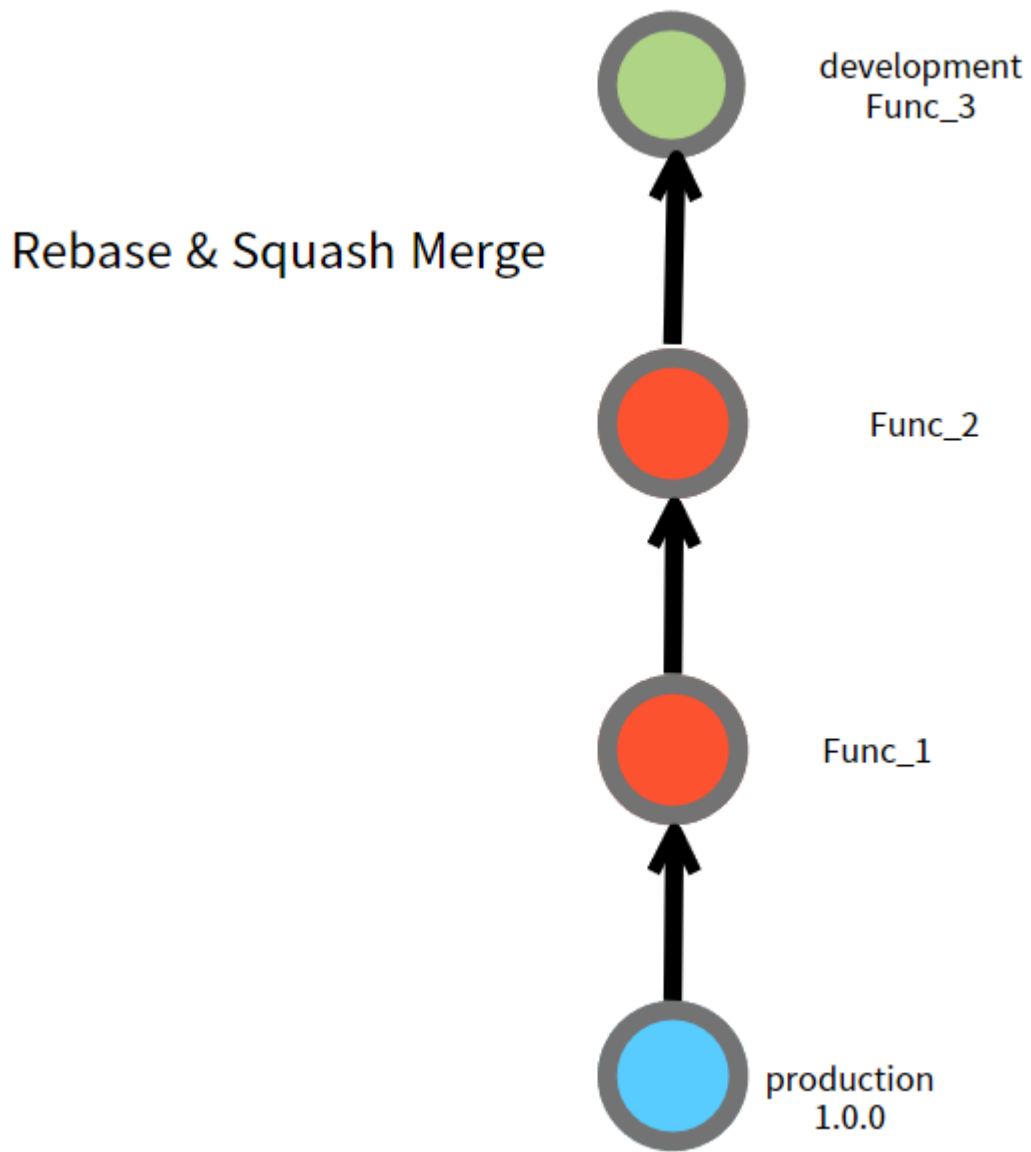 development
Func_3
Rebase & Squash Merge
Func_2
Func_1
production
1.0.0